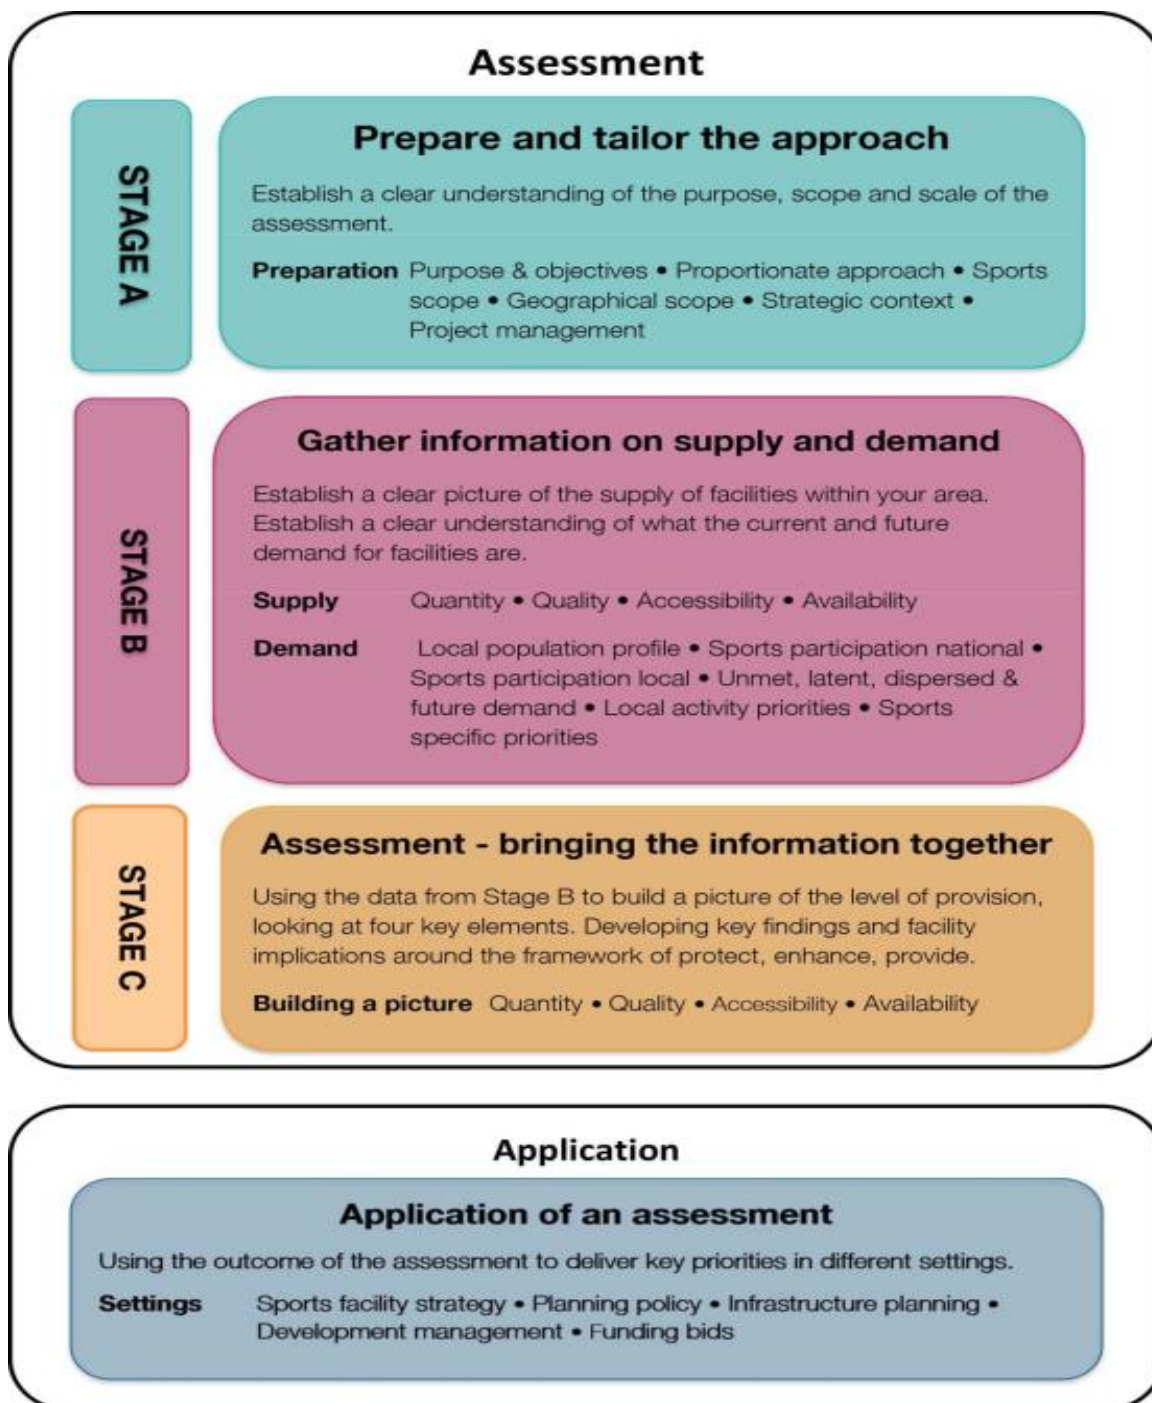 Assessment
STAGE A
Prepare and tailor the approach
Establish a clear understanding of the purpose, scope and scale of the
assessment.
Preparation Purpose & objectives • Proportionate approach • Sports
scope • Geographical scope • Strategic context •
Project management
STAGE B
Gather information on supply and demand
Establish a clear picture of the supply of facilities within your area.
Establish a clear understanding of what the current and future
demand for facilities are.
Supply Quantity • Quality • Accessibility • Availability
Demand Local population profile • Sports participation national •
Sports participation local • Unmet, latent, dispersed &
future demand • Local activity priorities • Sports
specific priorities
STAGE C
Assessment - bringing the information together
Using the data from Stage B to build a picture of the level of provision,
looking at four key elements. Developing key findings and facility
implications around the framework of protect, enhance, provide.
Building a picture Quantity • Quality • Accessibility • Availability
Application
Application of an assessment
Using the outcome of the assessment to deliver key priorities in different settings.
Settings Sports facility strategy • Planning policy • Infrastructure planning •
Development management • Funding bids